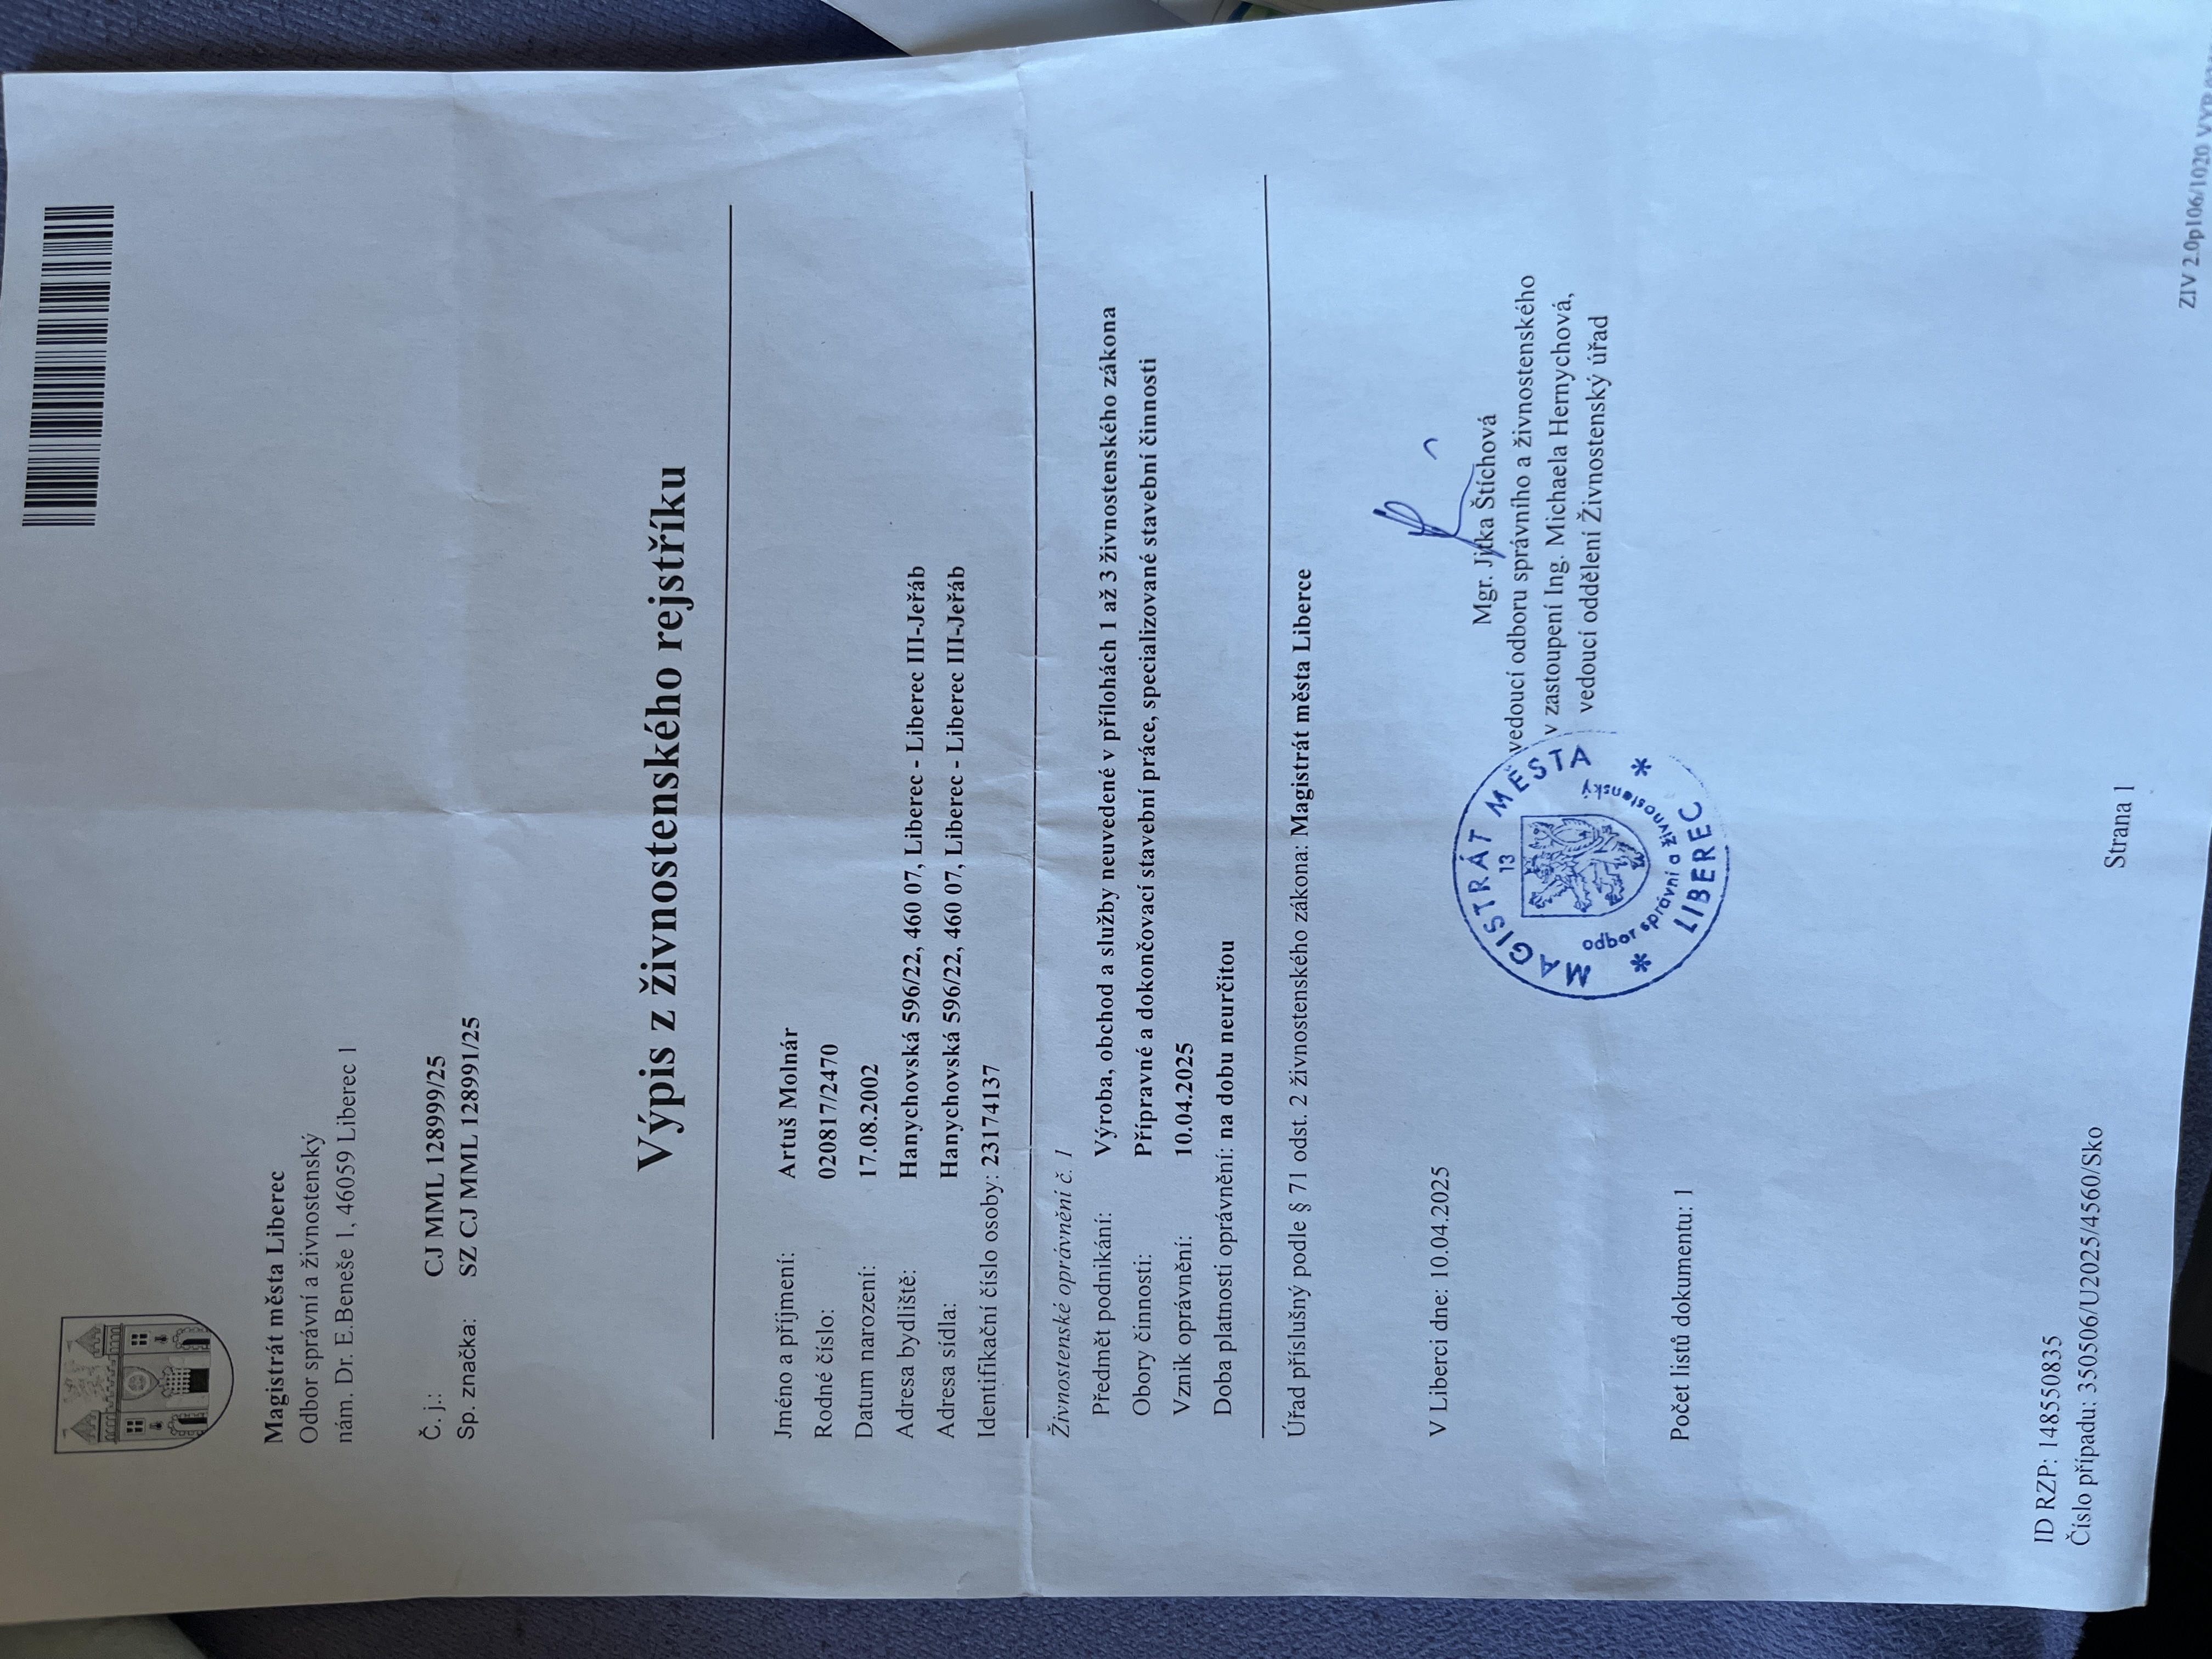 Magistrát města Liberec
Odbor správní a živnostenský
nám. Dr. E.Beneše 1, 46059 Liberec 1
Č. j.: CJ MML 128999/25
Sp. značka: SZ CJ MML 128991/25
Výpis z živnostenského rejstříku
Jméno a příjmení: Artuš Molnár
Rodné číslo: 020817/2470
Datum narození: 17.08.2002
Adresa bydliště: Hanychovská 596/22, 460 07, Liberec - Liberec III-Jeřáb
Adresa sídla: Hanychovská 596/22, 460 07, Liberec - Liberec III-Jeřáb
Identifikační číslo osoby: 23174137
Živnostenské oprávnění č. 1
Předmět podnikání: Výroba, obchod a služby neuvedené v přílohách 1 až 3 živnostenského zákona
Obory činnosti: Přípravné a dokončovací stavební práce, specializované stavební činnosti
Vznik oprávnění: 10.04.2025
Doba platnosti oprávnění: na dobu neurčitou
Úřad příslušný podle § 71 odst. 2 živnostenského zákona: Magistrát města Liberce
V Liberci dne: 10.04.2025
Mgr. Jitka Štíchová
vedoucí odboru správního a živnostenského
v zastoupení Ing. Michaela Hernychová,
vedoucí oddělení Živnostenský úřad
MAGISTRÁT MĚSTA
13
odbor správní a živnostenský
* LIBEREC *
Počet listů dokumentu: 1
ID RZP: 148550835
Číslo případu: 350506/U2025/4560/Sko
Strana 1
ZIV 2.0p106/1020